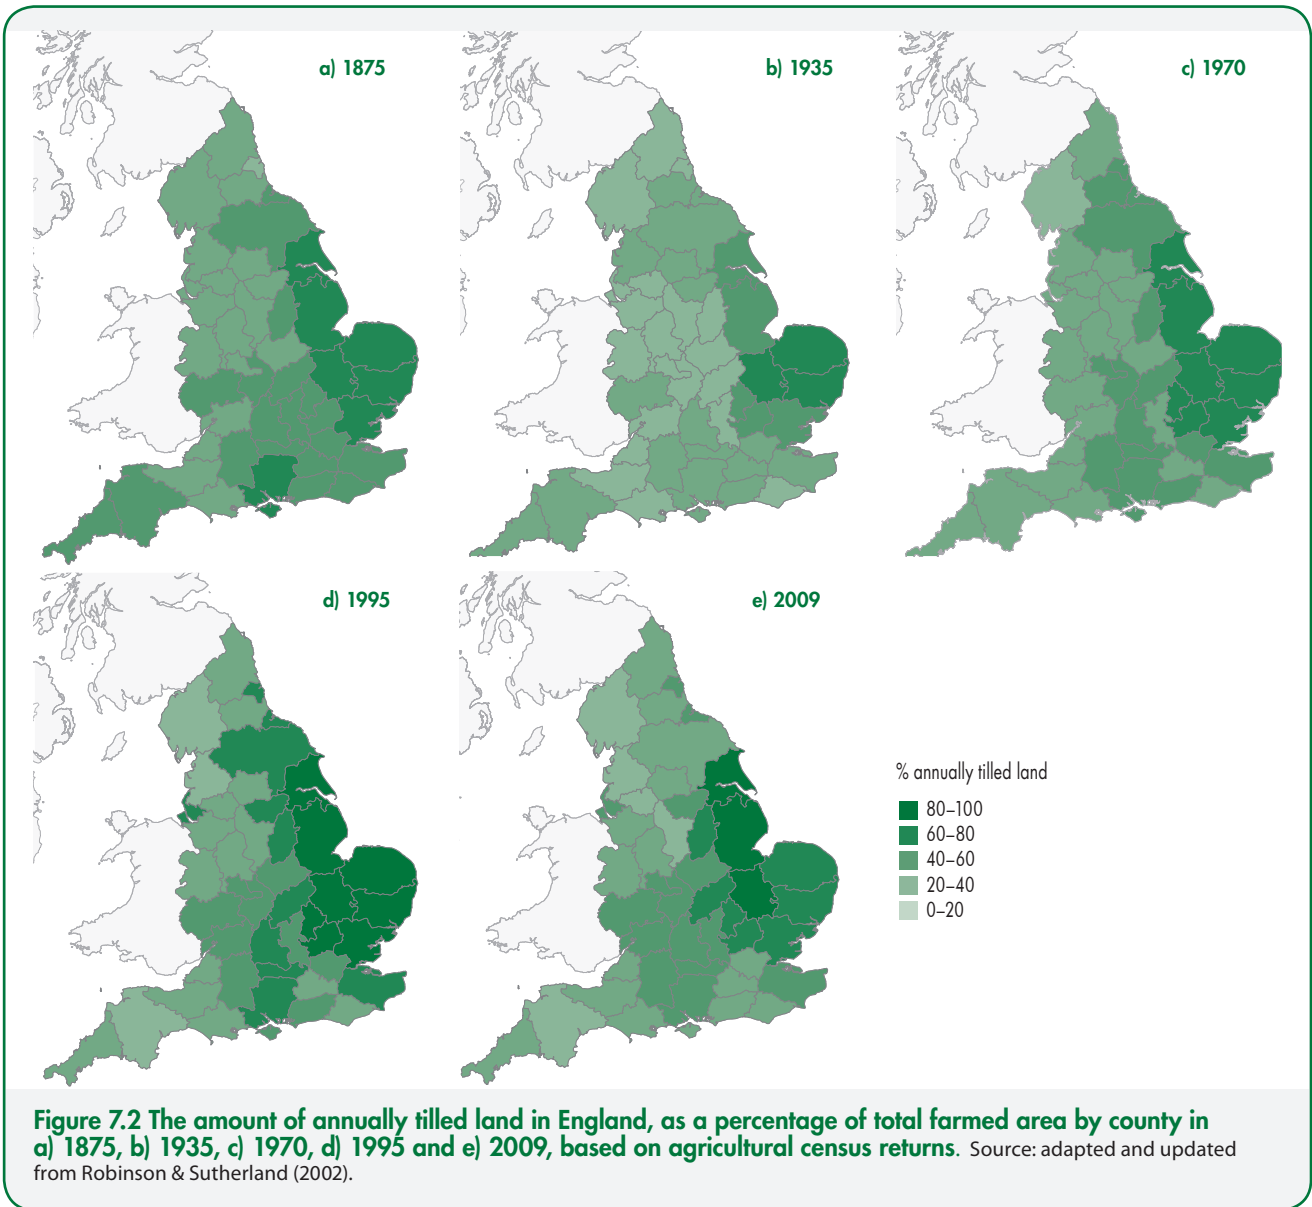 a) 1875
b) 1935
c) 1970
d) 1995
e) 2009
% annually tilled land
80–100
60–80
40–60
20–40
0–20
Figure 7.2 The amount of annually tilled land in England, as a percentage of total farmed area by county in
a) 1875, b) 1935, c) 1970, d) 1995 and e) 2009, based on agricultural census returns. Source: adapted and updated
from Robinson & Sutherland (2002).